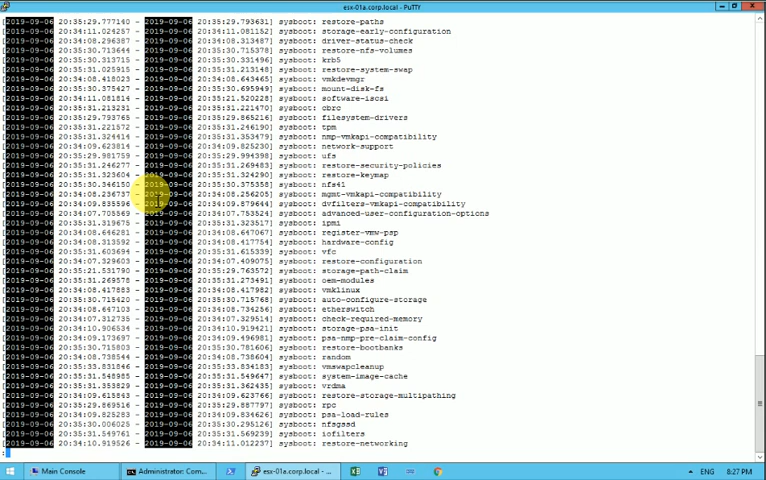 esx-01a.corp.local - PuTTY
[2019-09-06 20:35:29.777140 - 2019-09-06 20:35:29.793631] sysboot: restore-paths
[2019-09-06 20:34:11.024257 - 2019-09-06 20:34:11.081152] sysboot: storage-early-configuration
[2019-09-06 20:34:08.296387 - 2019-09-06 20:34:08.313487] sysboot: driver-status-check
[2019-09-06 20:35:30.713644 - 2019-09-06 20:35:30.715378] sysboot: restore-nfs-volumes
[2019-09-06 20:35:30.313715 - 2019-09-06 20:35:30.331496] sysboot: krb5
[2019-09-06 20:35:31.025915 - 2019-09-06 20:35:31.213148] sysboot: restore-system-swap
[2019-09-06 20:34:08.418023 - 2019-09-06 20:34:08.643465] sysboot: vmkdevmgr
[2019-09-06 20:35:30.375427 - 2019-09-06 20:35:30.695949] sysboot: mount-disk-fs
[2019-09-06 20:34:11.081814 - 2019-09-06 20:35:21.520228] sysboot: software-iscsi
[2019-09-06 20:35:31.213231 - 2019-09-06 20:35:31.221470] sysboot: cbrc
[2019-09-06 20:35:29.793765 - 2019-09-06 20:35:29.865216] sysboot: filesystem-drivers
[2019-09-06 20:35:31.221572 - 2019-09-06 20:35:31.246190] sysboot: tpm
[2019-09-06 20:35:31.324414 - 2019-09-06 20:35:31.353479] sysboot: nmp-vmkapi-compatibility
[2019-09-06 20:34:09.623814 - 2019-09-06 20:34:09.825230] sysboot: network-support
[2019-09-06 20:35:29.981759 - 2019-09-06 20:35:29.994398] sysboot: ufs
[2019-09-06 20:35:31.246277 - 2019-09-06 20:35:31.269483] sysboot: restore-security-policies
[2019-09-06 20:35:31.323604 - 2019-09-06 20:35:31.324290] sysboot: restore-keymap
[2019-09-06 20:35:30.346150 - 2019-09-06 20:35:30.375358] sysboot: nfs41
[2019-09-06 20:34:08.236737 - 2019-09-06 20:34:08.256205] sysboot: mgmt-vmkapi-compatibility
[2019-09-06 20:34:09.835596 - 2019-09-06 20:34:09.879644] sysboot: dvfilters-vmkapi-compatibility
[2019-09-06 20:34:07.705569 - 2019-09-06 20:34:07.753524] sysboot: advanced-user-configuration-options
[2019-09-06 20:35:31.319675 - 2019-09-06 20:35:31.323517] sysboot: ipmi
[2019-09-06 20:34:08.646281 - 2019-09-06 20:34:08.647067] sysboot: register-vmw-psp
[2019-09-06 20:34:08.313592 - 2019-09-06 20:34:08.417754] sysboot: hardware-config
[2019-09-06 20:35:31.603694 - 2019-09-06 20:35:31.615339] sysboot: vfc
[2019-09-06 20:34:07.329603 - 2019-09-06 20:34:07.409075] sysboot: restore-configuration
[2019-09-06 20:35:21.531790 - 2019-09-06 20:35:29.763572] sysboot: storage-path-claim
[2019-09-06 20:35:31.269578 - 2019-09-06 20:35:31.273491] sysboot: oem-modules
[2019-09-06 20:34:08.417883 - 2019-09-06 20:34:08.417982] sysboot: vmklinux
[2019-09-06 20:35:30.715420 - 2019-09-06 20:35:30.715768] sysboot: auto-configure-storage
[2019-09-06 20:34:08.647103 - 2019-09-06 20:34:08.734256] sysboot: etherswitch
[2019-09-06 20:34:07.312735 - 2019-09-06 20:34:07.329514] sysboot: check-required-memory
[2019-09-06 20:34:10.906534 - 2019-09-06 20:34:10.919421] sysboot: storage-psa-init
[2019-09-06 20:34:09.173697 - 2019-09-06 20:34:09.496981] sysboot: psa-nmp-pre-claim-config
[2019-09-06 20:35:30.715803 - 2019-09-06 20:35:30.781606] sysboot: restore-bootbanks
[2019-09-06 20:34:08.738544 - 2019-09-06 20:34:08.738604] sysboot: random
[2019-09-06 20:35:33.831846 - 2019-09-06 20:35:33.834183] sysboot: vmswapcleanup
[2019-09-06 20:35:31.548985 - 2019-09-06 20:35:31.549647] sysboot: system-image-cache
[2019-09-06 20:35:31.353829 - 2019-09-06 20:35:31.362435] sysboot: vrdma
[2019-09-06 20:34:09.615843 - 2019-09-06 20:34:09.623766] sysboot: restore-storage-multipathing
[2019-09-06 20:35:29.869516 - 2019-09-06 20:35:29.887797] sysboot: rpc
[2019-09-06 20:34:09.825283 - 2019-09-06 20:34:09.834626] sysboot: psa-load-rules
[2019-09-06 20:35:30.006025 - 2019-09-06 20:35:30.295126] sysboot: nfsgssd
[2019-09-06 20:35:31.549761 - 2019-09-06 20:35:31.569239] sysboot: iofilters
[2019-09-06 20:34:10.919526 - 2019-09-06 20:34:11.012237] sysboot: restore-networking
:
Main Console
Administrator: Com...
esx-01a.corp.local - ...
ENG
8:27 PM